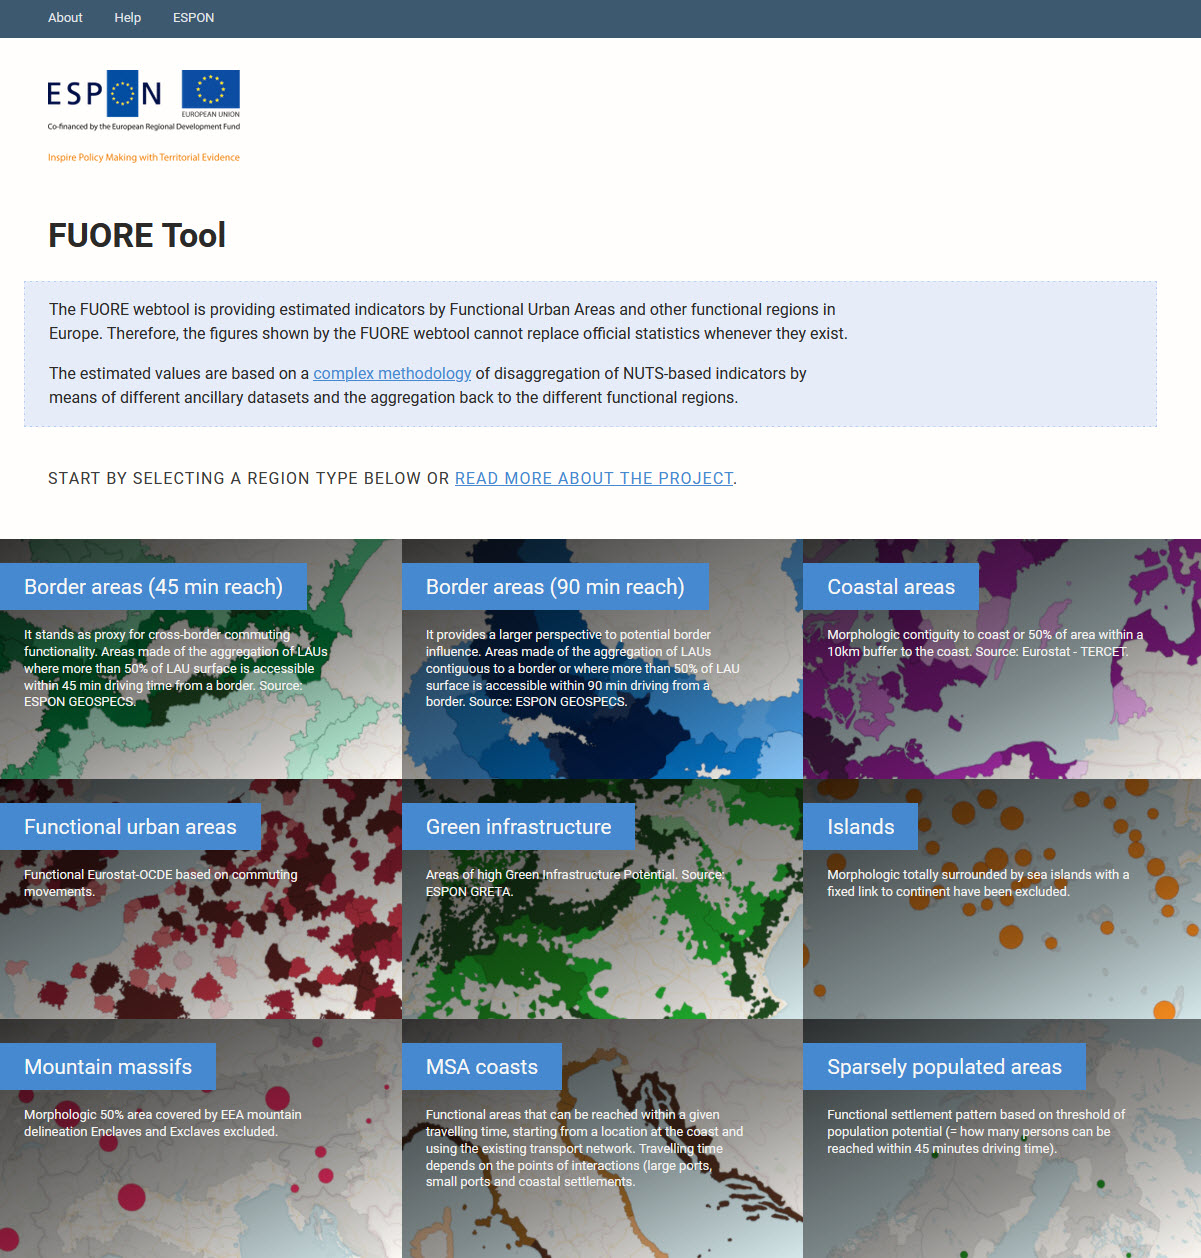 About Help ESPON
ESPON
EUROPEAN UNION
Co-financed by the European Regional Development Fund
Inspire Policy Making with Territorial Evidence
FUORE Tool
The FUORE webtool is providing estimated indicators by Functional Urban Areas and other functional regions in
Europe. Therefore, the figures shown by the FUORE webtool cannot replace official statistics whenever they exist.
The estimated values are based on a complex methodology of disaggregation of NUTS-based indicators by
means of different ancillary datasets and the aggregation back to the different functional regions.
START BY SELECTING A REGION TYPE BELOW OR READ MORE ABOUT THE PROJECT.
Border areas (45 min reach)
It stands as proxy for cross-border commuting
functionality. Areas made of the aggregation of LAUs
where more than 50% of LAU surface is accessible
within 45 min driving time from a border. Source:
ESPON GEOSPECS.
Border areas (90 min reach)
It provides a larger perspective to potential border
influence. Areas made of the aggregation of LAUs
contiguous to a border or where more than 50% of LAU
surface is accessible within 90 min driving from a
border. Source: ESPON GEOSPECS.
Coastal areas
Morphologic contiguity to coast or 50% of area within a
10km buffer to the coast. Source: Eurostat - TERCET.
Functional urban areas
Functional Eurostat-OCDE based on commuting
movements.
Green infrastructure
Areas of high Green Infrastructure Potential. Source:
ESPON GRETA.
Islands
Morphologic totally surrounded by sea islands with a
fixed link to continent have been excluded.
Mountain massifs
Morphologic 50% area covered by EEA mountain
delineation Enclaves and Exclaves excluded.
MSA coasts
Functional areas that can be reached within a given
travelling time, starting from a location at the coast and
using the existing transport network. Travelling time
depends on the points of interactions (large ports,
small ports and coastal settlements.
Sparsely populated areas
Functional settlement pattern based on threshold of
population potential (= how many persons can be
reached within 45 minutes driving time).